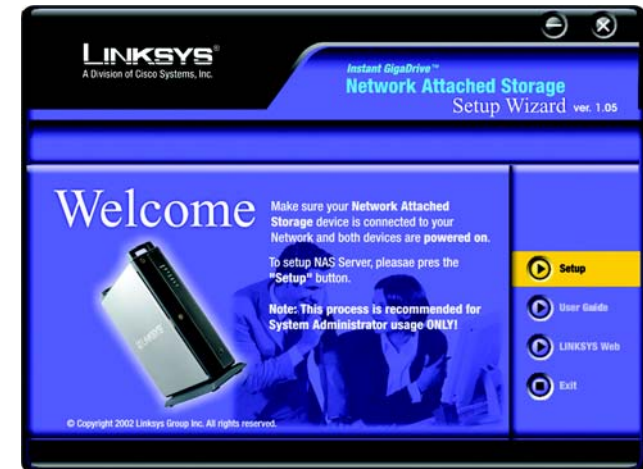 LINKSYS®
A Division of Cisco Systems, Inc.
Instant GigaDrive™
Network Attached Storage
Setup Wizard ver. 1.05
Welcome
Make sure your Network Attached
Storage device is connected to your
Network and both devices are powered on.
To setup NAS Server, pleasae pres the
"Setup" button.
Note: This process is recommended for
System Administrator usage ONLY!
LINKSYS
Setup
User Guide
LINKSYS Web
Exit
© Copyright 2002 Linksys Group Inc. All rights reserved.